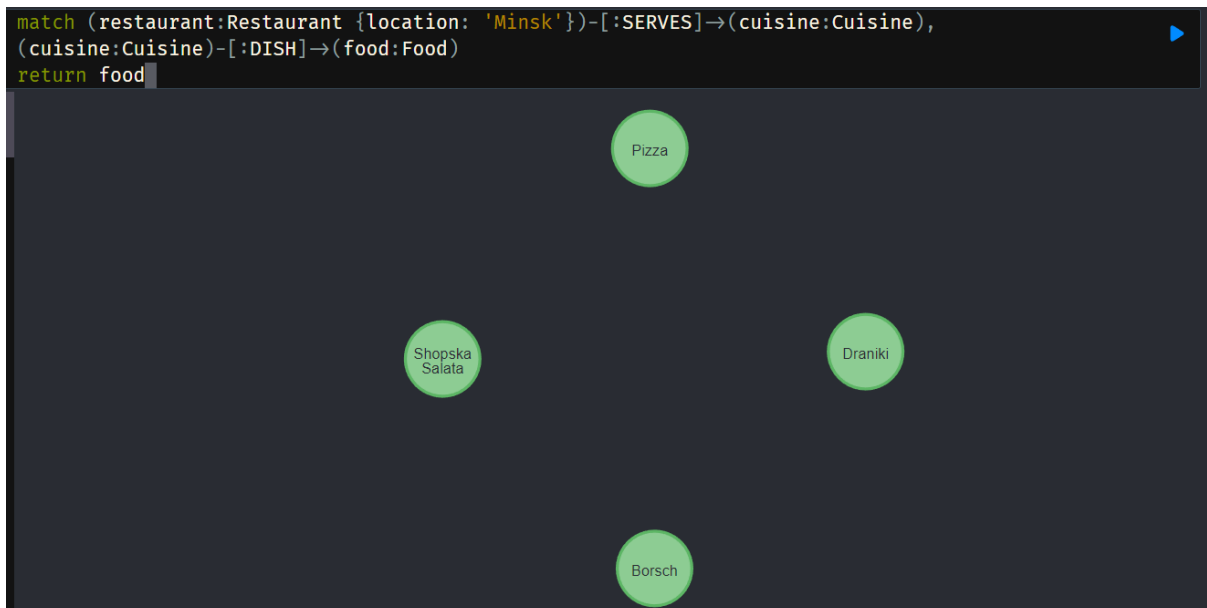 match (restaurant:Restaurant {location: 'Minsk'})-[:SERVES]→(cuisine:Cuisine),
(cuisine:Cuisine)-[:DISH]→(food:Food)
return food
Pizza
Shopska
Salata
Draniki
Borsch